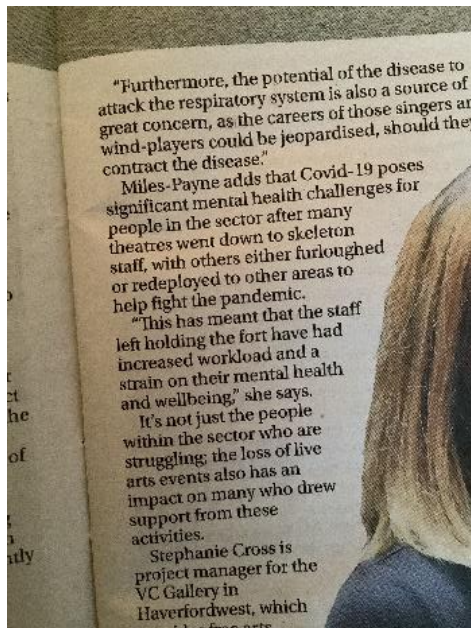 "Furthermore, the potential of the disease to
attack the respiratory system is also a source of
great concern, as the careers of those singers
wind-players could be jeopardised, should
contract the disease."
Miles-Payne adds that Covid-19 poses
significant mental health challenges for
people in the sector after many
theatres went down to skeleton
staff, with others either furloughed
or redeployed to other areas to
help fight the pandemic.
"This has meant that the staff
left holding the fort have had
increased workload and a
strain on their mental health
and wellbeing," she says.
It's not just the people
within the sector who are
struggling; the loss of live
arts events also has an
impact on many who drew
support from these
activities.
Stephanie Cross is
project manager for the
VC Gallery in
Haverfordwest, which